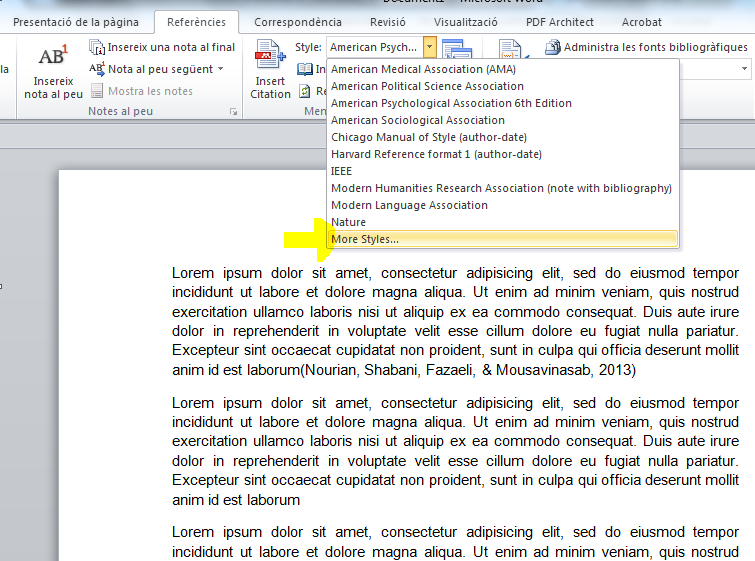 Document1 - Microsoft Word
Presentació de la pàgina Referències Correspondència Revisió Visualització PDF Architect Acrobat
AB1 Insereixi una nota al final Style: American Psych... Administra les fonts bibliogràfiques
la Insereix nota al peu AB Nota al peu següent Insert Citation In
Mostra les notes Re
Notes al peu Men
American Medical Association (AMA)
American Political Science Association
American Psychological Association 6th Edition
American Sociological Association
Chicago Manual of Style (author-date)
Harvard Reference format 1 (author-date)
IEEE
Modern Humanities Research Association (note with bibliography)
Modern Language Association
Nature
More Styles...
Lorem ipsum dolor sit amet, consectetur adipisicing elit, sed do eiusmod tempor
incididunt ut labore et dolore magna aliqua. Ut enim ad minim veniam, quis nostrud
exercitation ullamco laboris nisi ut aliquip ex ea commodo consequat. Duis aute irure
dolor in reprehenderit in voluptate velit esse cillum dolore eu fugiat nulla pariatur.
Excepteur sint occaecat cupidatat non proident, sunt in culpa qui officia deserunt mollit
anim id est laborum(Nourian, Shabani, Fazaeli, & Mousavinasab, 2013)
Lorem ipsum dolor sit amet, consectetur adipisicing elit, sed do eiusmod tempor
incididunt ut labore et dolore magna aliqua. Ut enim ad minim veniam, quis nostrud
exercitation ullamco laboris nisi ut aliquip ex ea commodo consequat. Duis aute irure
dolor in reprehenderit in voluptate velit esse cillum dolore eu fugiat nulla pariatur.
Excepteur sint occaecat cupidatat non proident, sunt in culpa qui officia deserunt mollit
anim id est laborum
Lorem ipsum dolor sit amet, consectetur adipisicing elit, sed do eiusmod tempor
incididunt ut labore et dolore magna aliqua. Ut enim ad minim veniam, quis nostrud